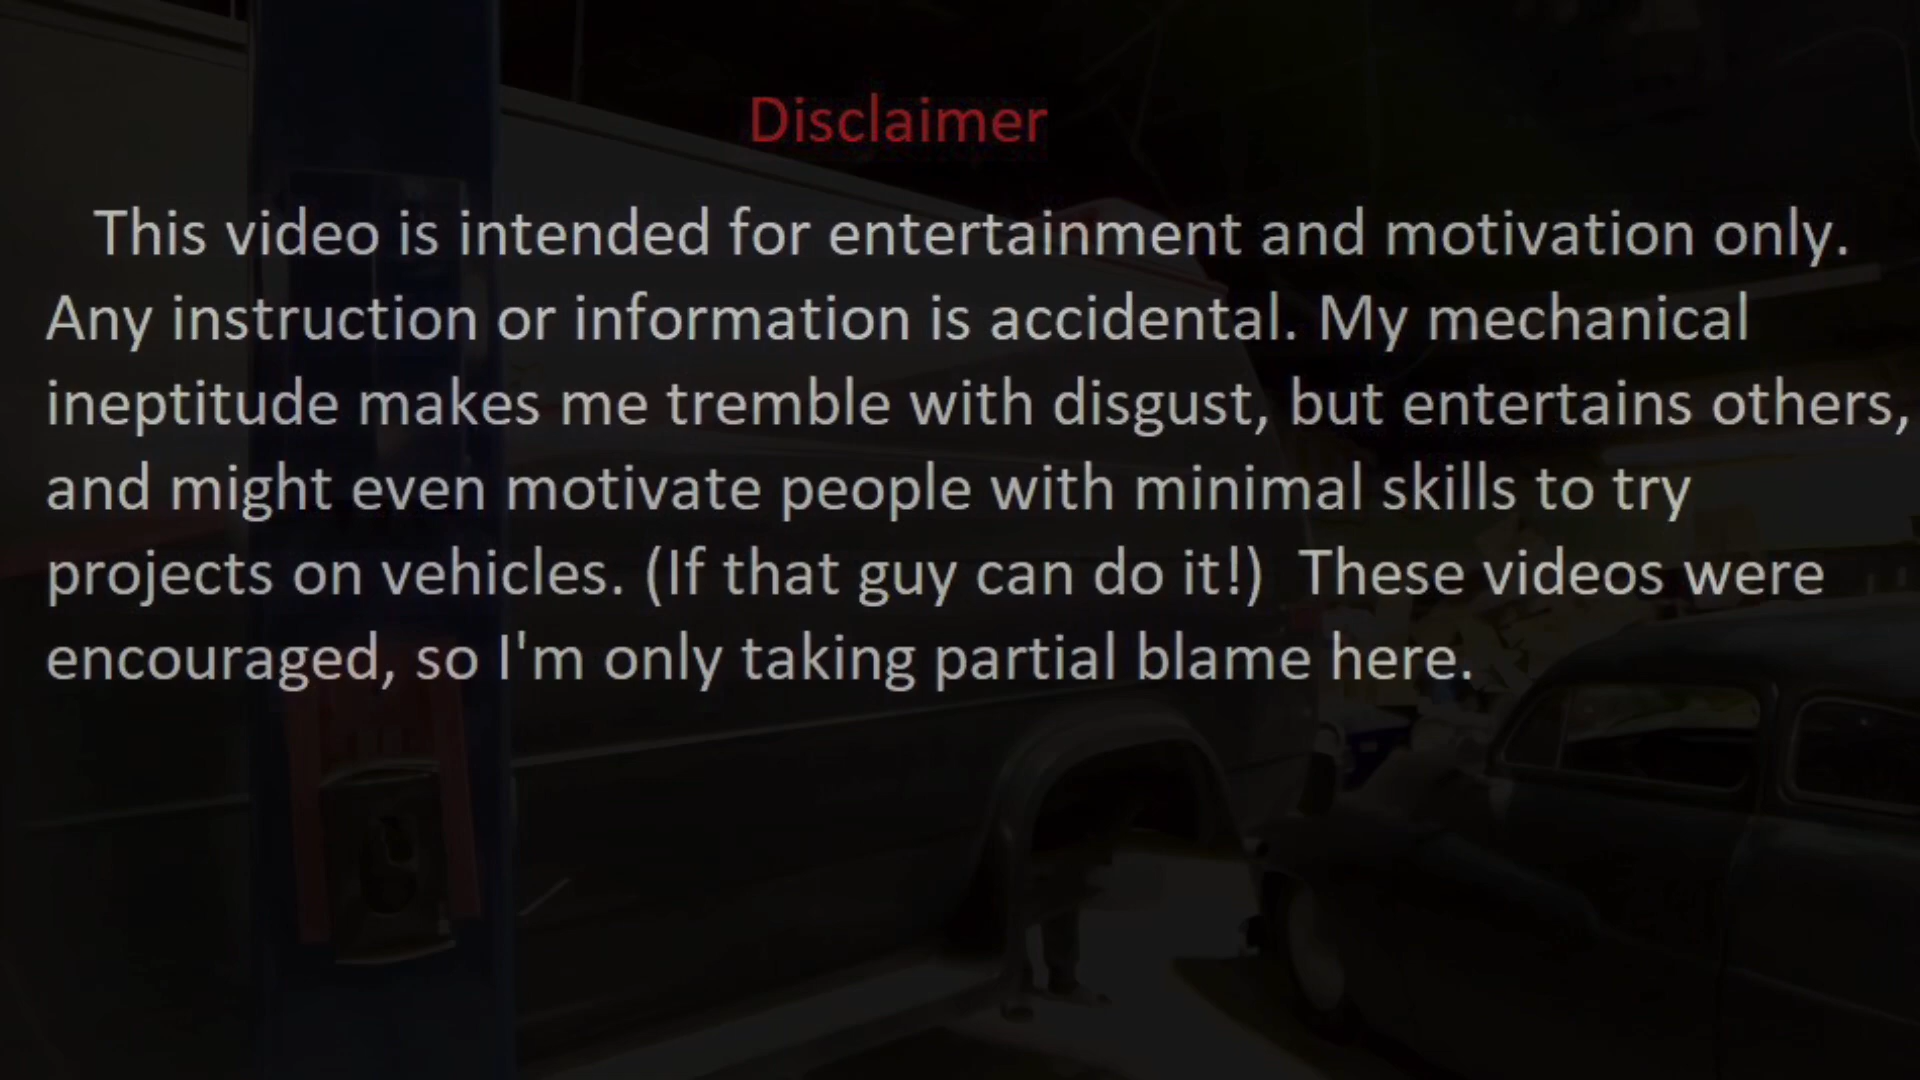 Disclaimer
This video is intended for entertainment and motivation only.
Any instruction or information is accidental. My mechanical
ineptitude makes me tremble with disgust, but entertains others,
and might even motivate people with minimal skills to try
projects on vehicles. (If that guy can do it!)  These videos were
encouraged, so I'm only taking partial blame here.